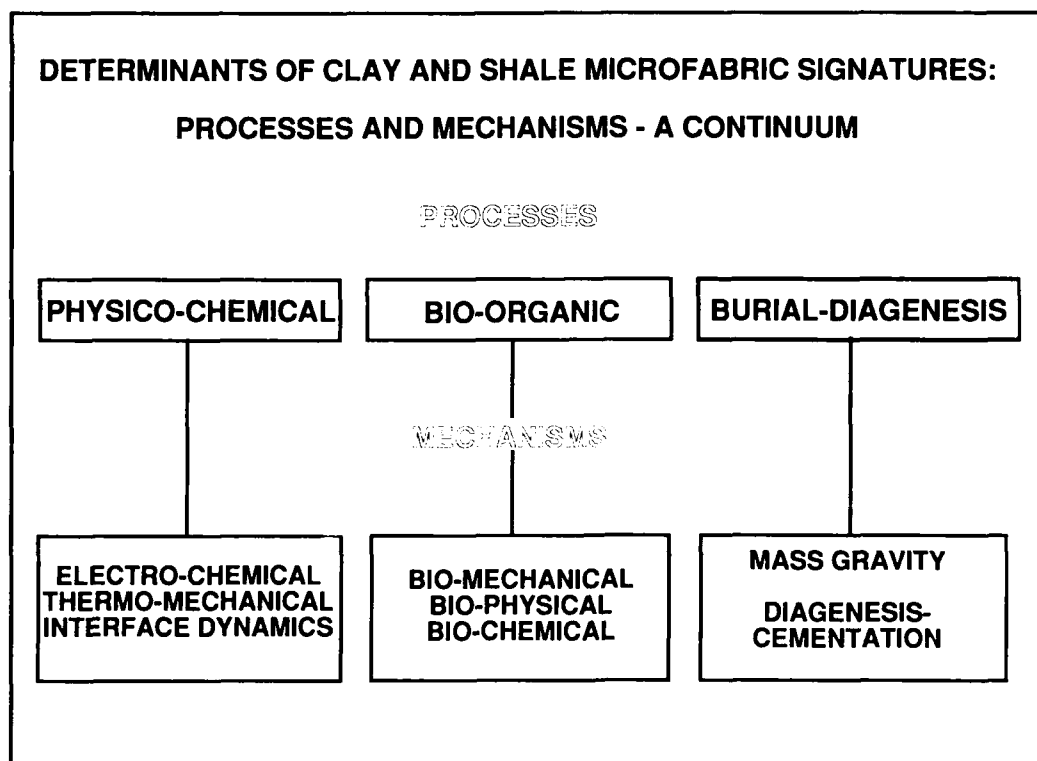 DETERMINANTS OF CLAY AND SHALE MICROFABRIC SIGNATURES:
PROCESSES AND MECHANISMS - A CONTINUUM
PROCESSES
PHYSICO-CHEMICAL
BIO-ORGANIC
BURIAL-DIAGENESIS
MECHANISMS
ELECTRO-CHEMICAL
THERMO-MECHANICAL
INTERFACE DYNAMICS
BIO-MECHANICAL
BIO-PHYSICAL
BIO-CHEMICAL
MASS GRAVITY
DIAGENESIS-
CEMENTATION